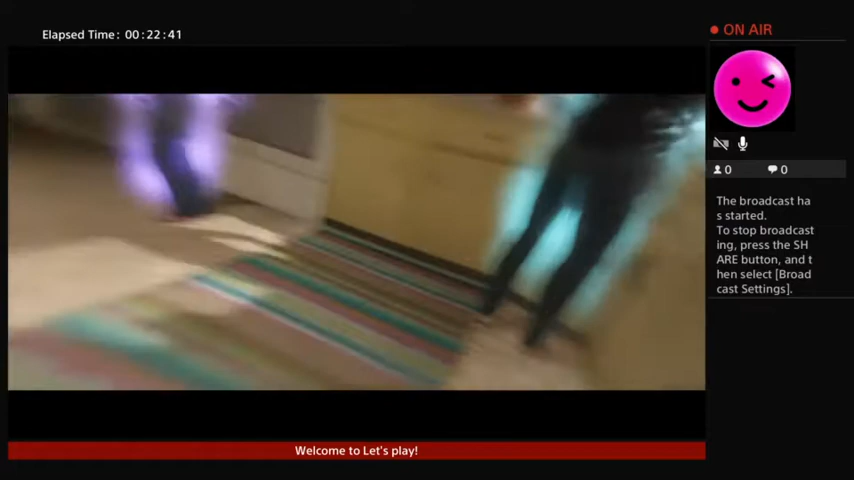 Elapsed Time: 00:22:41
ON AIR
0 0
The broadcast ha
s started.
To stop broadcast
ing, press the SH
ARE button, and t
hen select [Broad
cast Settings].
Welcome to Let's play!